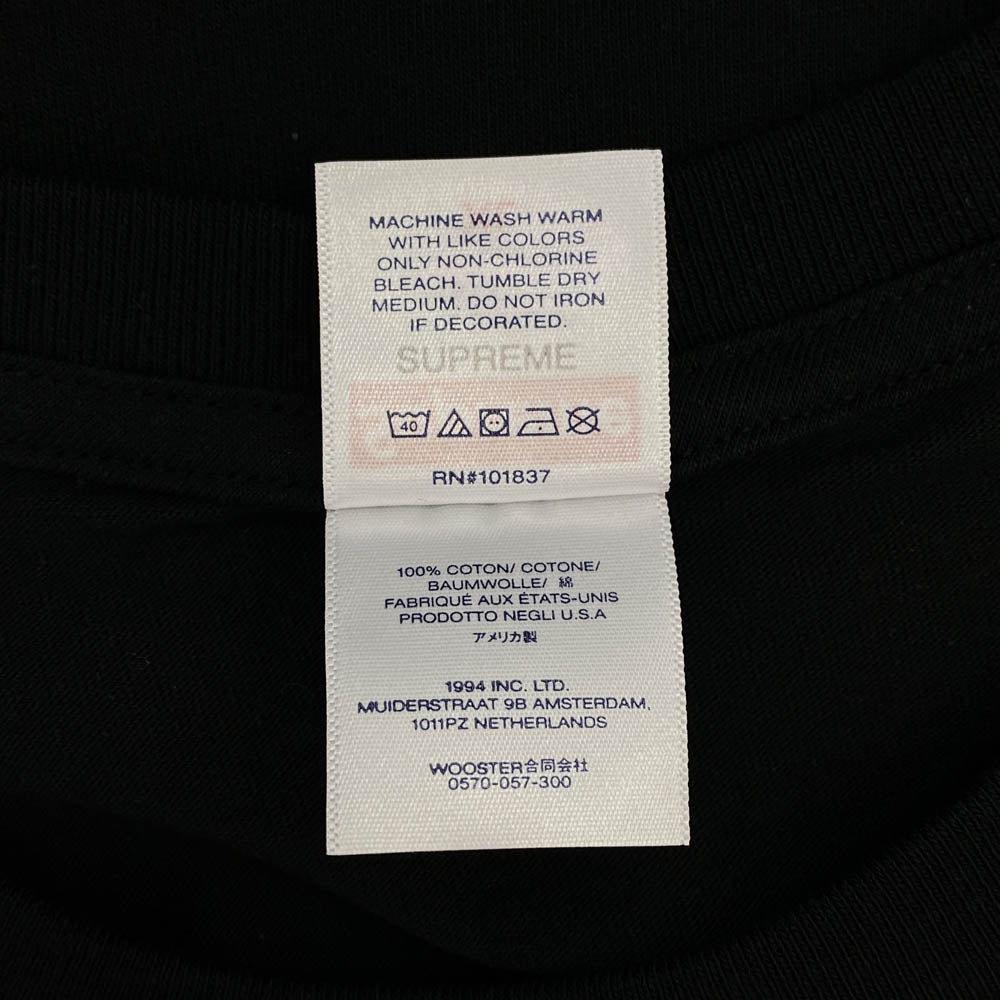 MACHINE WASH WARM
WITH LIKE COLORS
ONLY NON-CHLORINE
BLEACH. TUMBLE DRY
MEDIUM. DO NOT IRON
IF DECORATED.
SUPREME
40
RN#101837
100% COTON/ COTONE/
BAUMWOLLE/ 綿
FABRIQUÉ AUX ÉTATS-UNIS
PRODOTTO NEGLI U.S.A
アメリカ製
1994 INC. LTD.
MUIDERSTRAAT 9B AMSTERDAM,
1011PZ NETHERLANDS
WOOSTER合同会社
0570-057-300